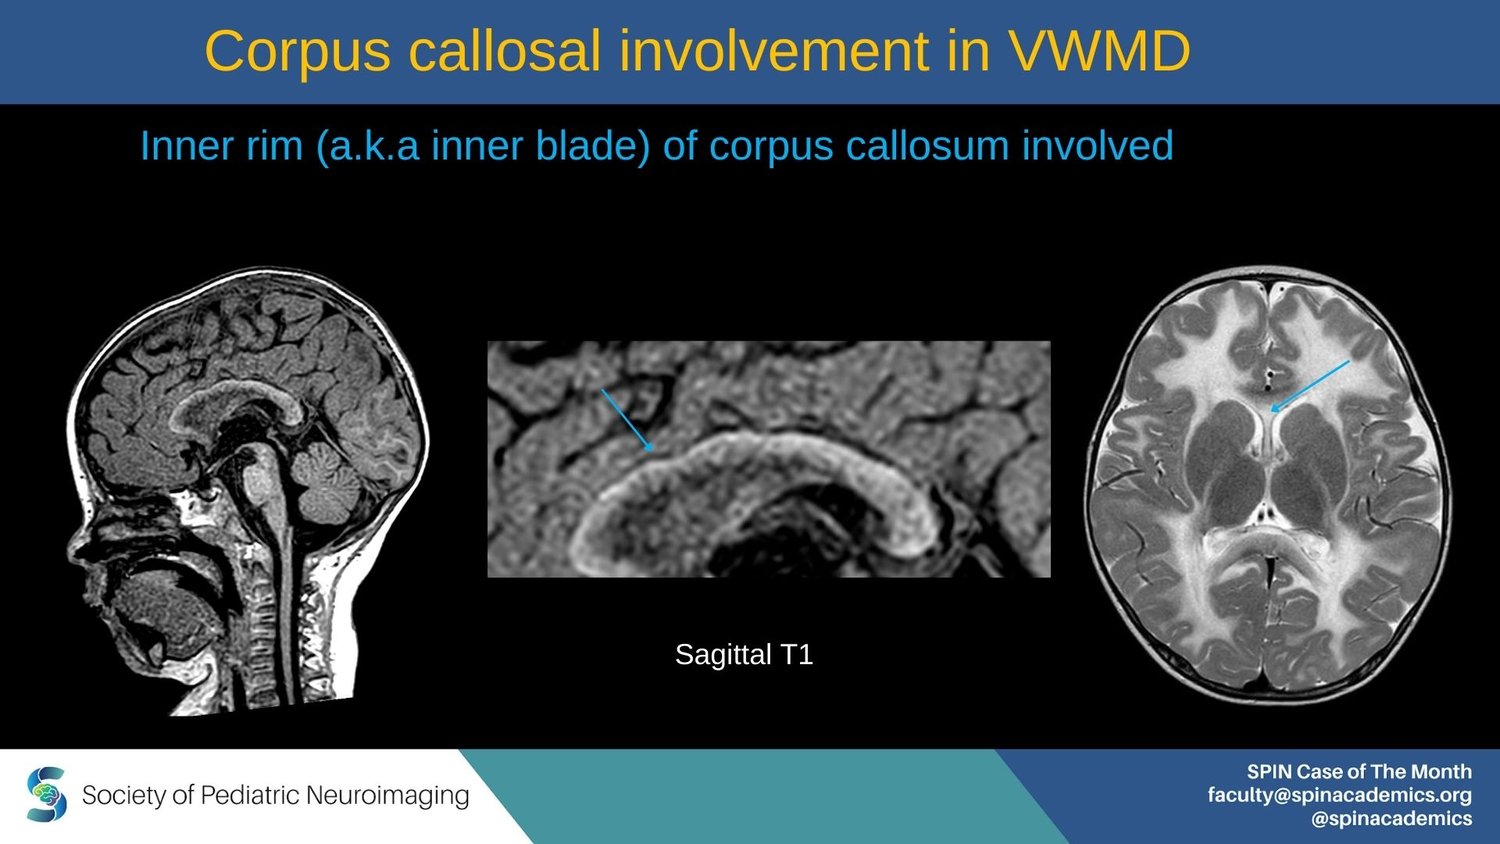 Corpus callosal involvement in VWMD
Inner rim (a.k.a inner blade) of corpus callosum involved
Sagittal T1
Society of Pediatric Neuroimaging
SPIN Case of The Month
faculty@spinacademics.org
@spinacademics